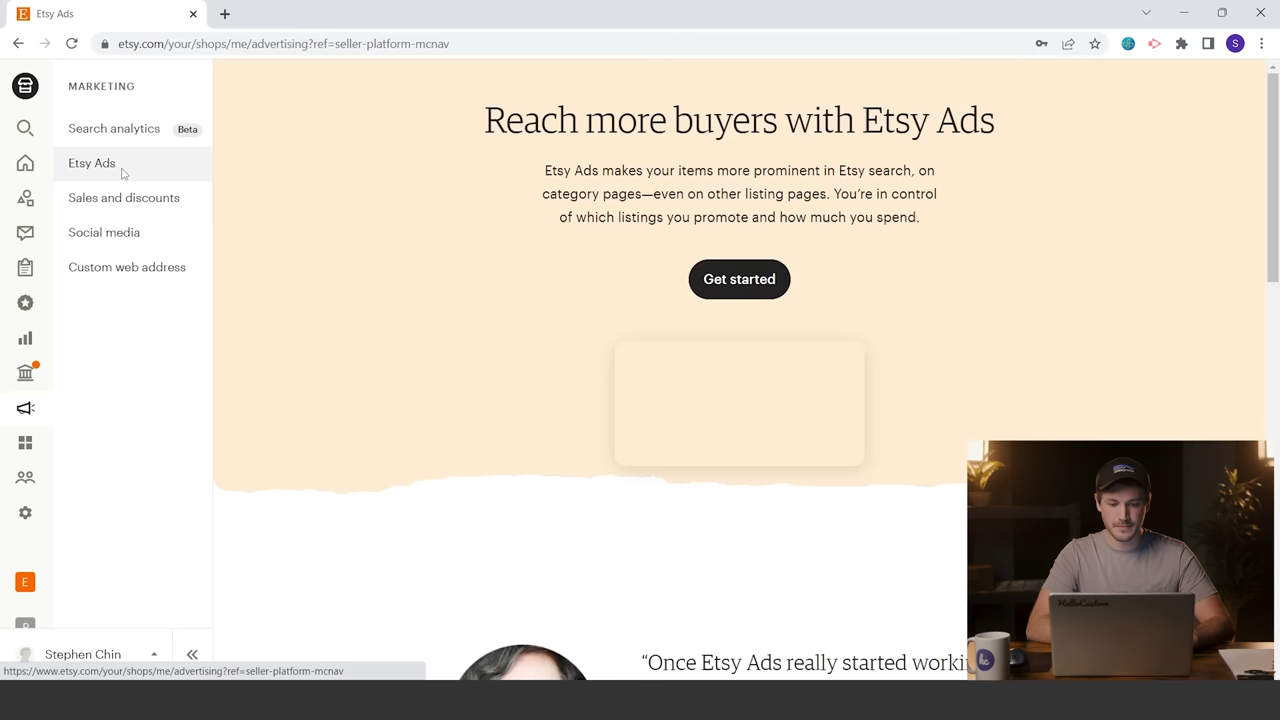 Etsy Ads
etsy.com/your/shops/me/advertising?ref=seller-platform-mcnav
S
MARKETING
Search analytics Beta
Etsy Ads
Sales and discounts
Social media
Custom web address
E
Stephen Chin
https://www.etsy.com/your/shops/me/advertising?ref=seller-platform-mcnav
Reach more buyers with Etsy Ads
Etsy Ads makes your items more prominent in Etsy search, on
category pages—even on other listing pages. You’re in control
of which listings you promote and how much you spend.
Get started
“Once Etsy Ads really started workin
HelloCustom
hc